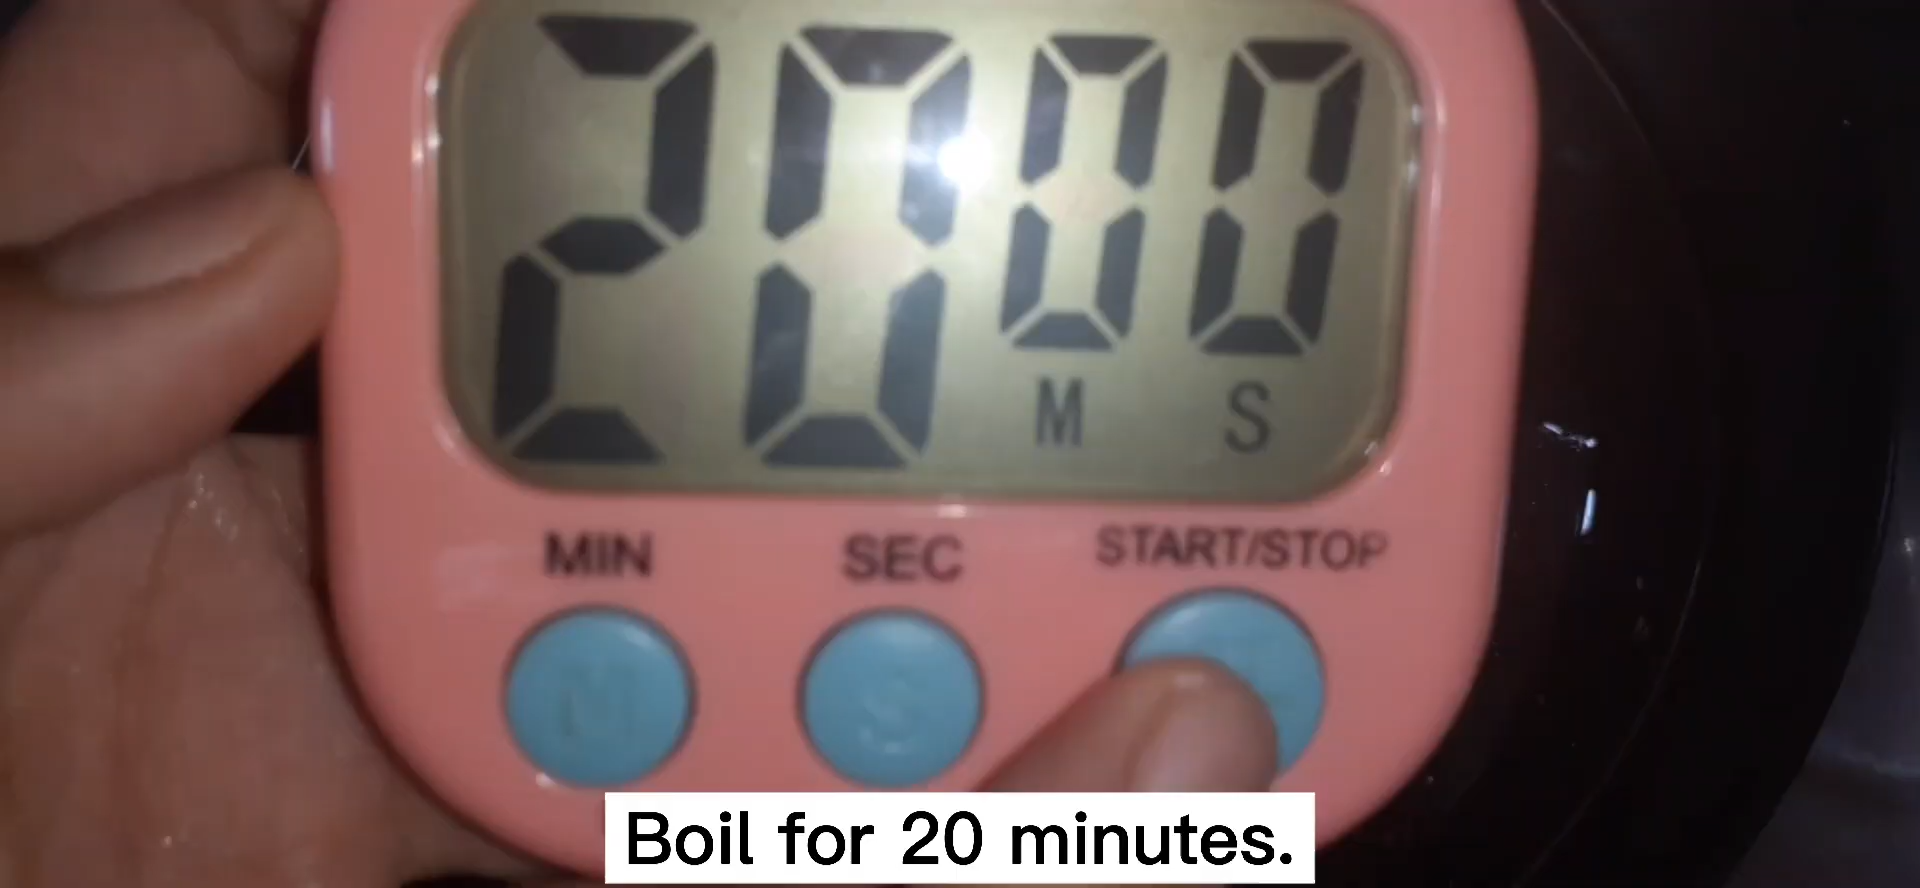 20 00
M S
MIN SEC START/STOP
M S
Boil for 20 minutes.